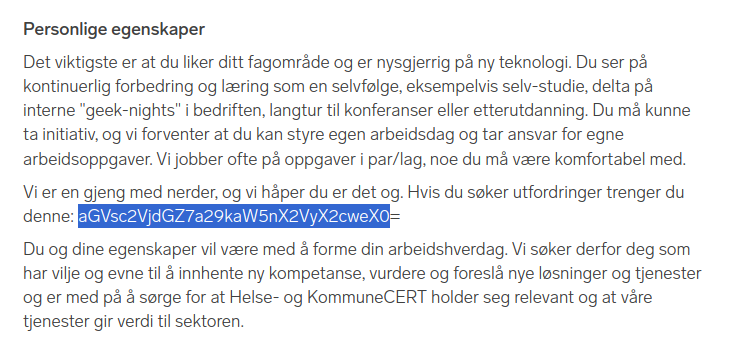 Personlige egenskaper
Det viktigste er at du liker ditt fagområde og er nysgjerrig på ny teknologi. Du ser på
kontinuerlig forbedring og læring som en selvfølge, eksempelvis selv-studie, delta på
interne "geek-nights" i bedriften, langtur til konferanser eller etterutdanning. Du må kunne
ta initiativ, og vi forventer at du kan styre egen arbeidsdag og tar ansvar for egne
arbeidsoppgaver. Vi jobber ofte på oppgaver i par/lag, noe du må være komfortabel med.
Vi er en gjeng med nerder, og vi håper du er det og. Hvis du søker utfordringer trenger du
denne: aGVsc2VjdGZ7a29kaW5nX2VyX2cweX0=
Du og dine egenskaper vil være med å forme din arbeidshverdag. Vi søker derfor deg som
har vilje og evne til å innhente ny kompetanse, vurdere og foreslå nye løsninger og tjenester
og er med på å sørge for at Helse- og KommuneCERT holder seg relevant og at våre
tjenester gir verdi til sektoren.